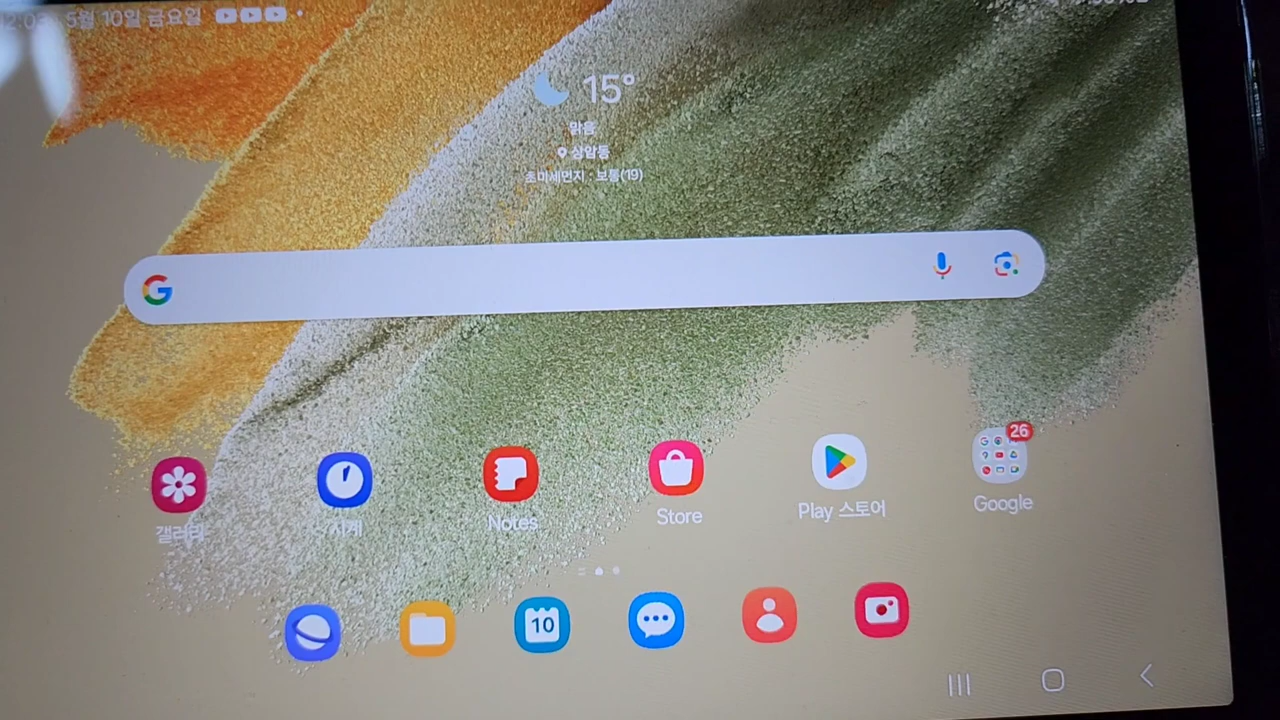 5월 10일 금요일
15°
맑음
상암동
초미세먼지 · 보통(19)
26
갤러리
시계
Notes
Store
Play 스토어
Google
10